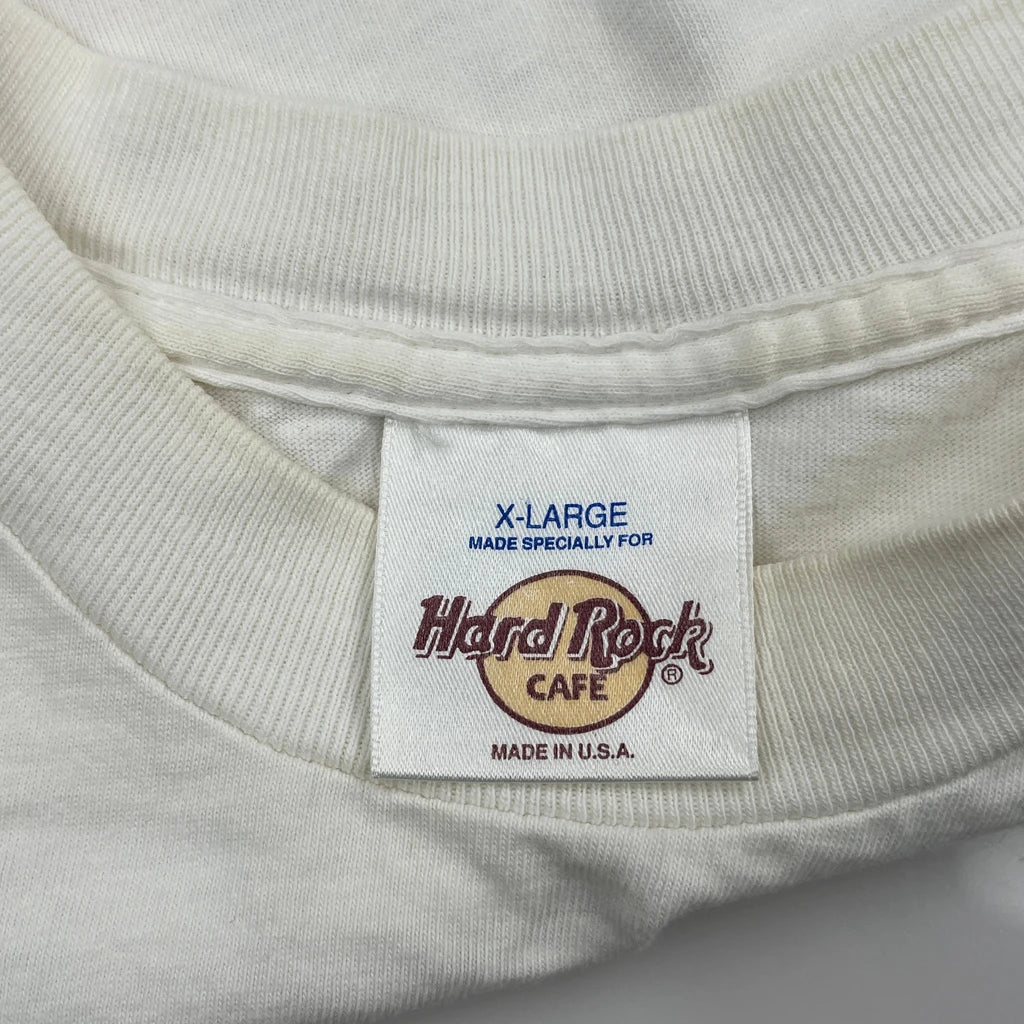 X-LARGE
MADE SPECIALLY FOR
Hard Rock
CAFE
®
MADE IN U.S.A.